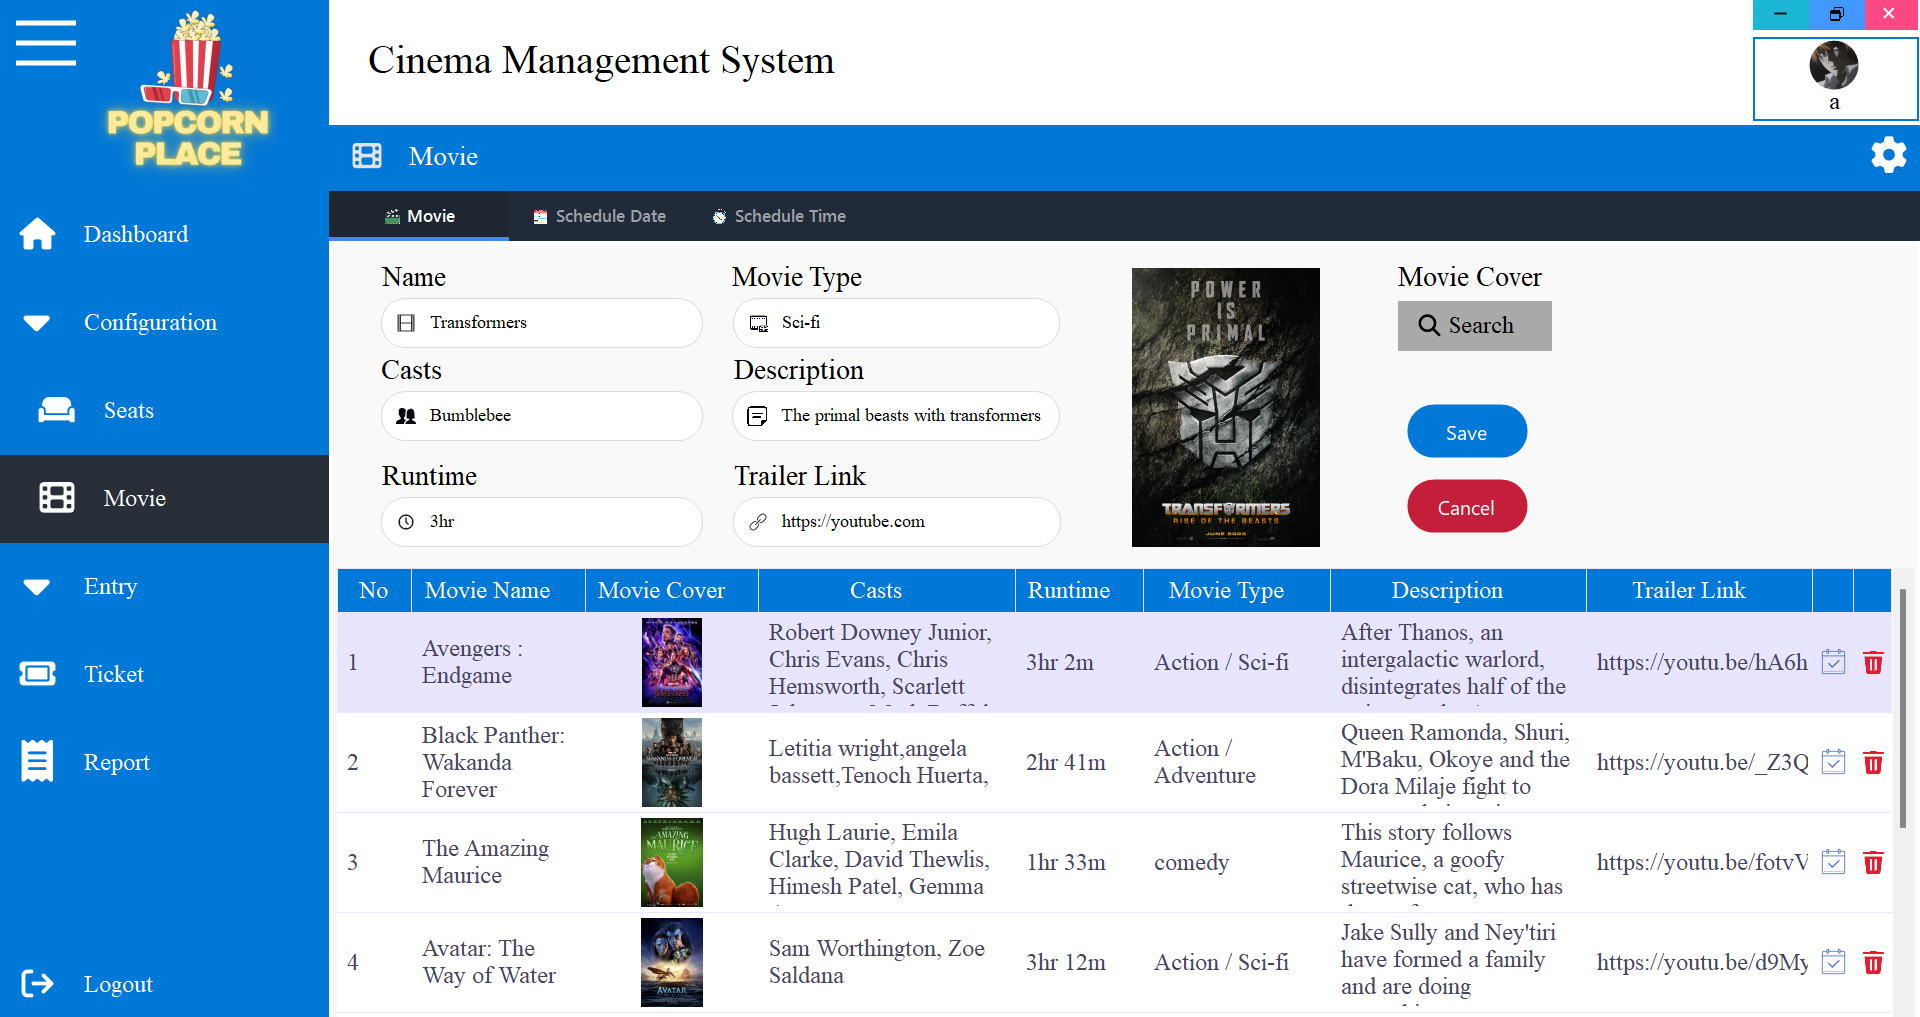 POPCORN
PLACE
Cinema Management System
a
Movie
Movie
Schedule Date
Schedule Time
Dashboard
Configuration
Seats
Movie
Entry
Ticket
Report
Logout
Name
Transformers
Movie Type
Sci-fi
Casts
Bumblebee
Description
The primal beasts with transformers
Runtime
3hr
Trailer Link
https://youtube.com
POWER
IS
PRIMAL
TRANSFORMERS
RISE OF THE BEASTS
JUNE 2023
Movie Cover
Search
Save
Cancel
No Movie Name Movie Cover Casts Runtime Movie Type Description Trailer Link
1
Avengers :
Endgame
Robert Downey Junior,
Chris Evans, Chris
Hemsworth, Scarlett
3hr 2m
Action / Sci-fi
After Thanos, an
intergalactic warlord,
disintegrates half of the
https://youtu.be/hA6h
2
Black Panther:
Wakanda
Forever
WAKANDA FOREVER
Letitia wright,angela
bassett,Tenoch Huerta,
2hr 41m
Action /
Adventure
Queen Ramonda, Shuri,
M'Baku, Okoye and the
Dora Milaje fight to
https://youtu.be/_Z3Q
3
The Amazing
Maurice
AMAZING
MAURICE
Hugh Laurie, Emila
Clarke, David Thewlis,
Himesh Patel, Gemma
1hr 33m
comedy
This story follows
Maurice, a goofy
streetwise cat, who has
https://youtu.be/fotvV
4
Avatar: The
Way of Water
AVATAR
Sam Worthington, Zoe
Saldana
3hr 12m
Action / Sci-fi
Jake Sully and Ney'tiri
have formed a family
and are doing
https://youtu.be/d9My